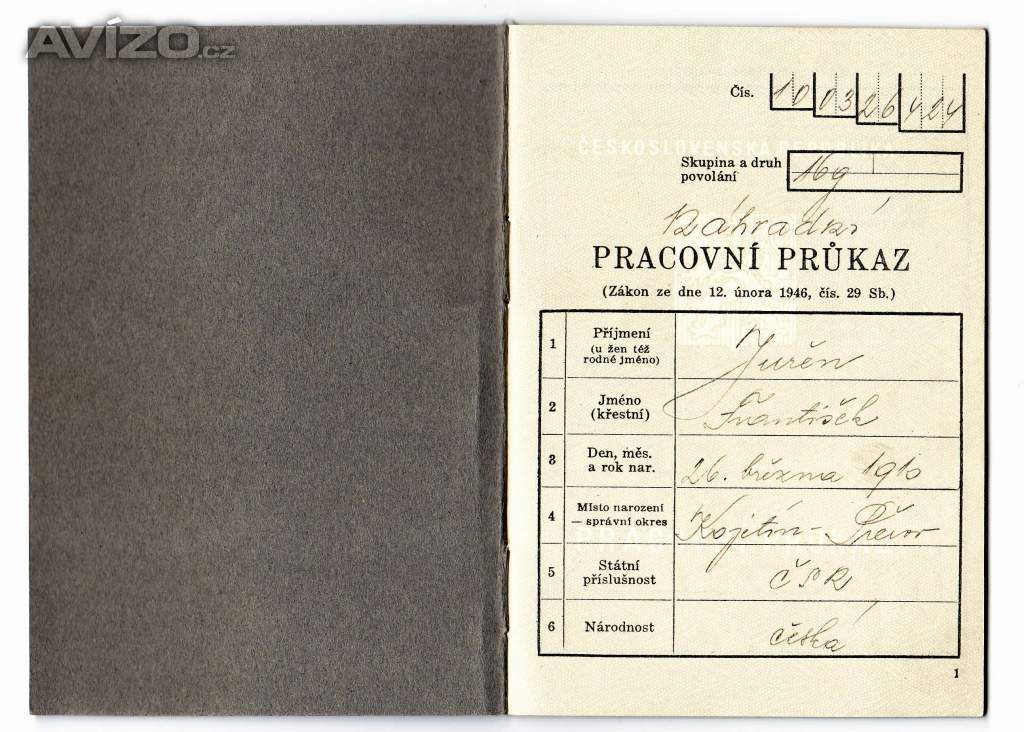 AVÍZO.cz
Čís. 10 03 26 424
ČESKOSLOVENSKÁ REPUBLIKA
Skupina a druh
povolání 16g
Náhradní
PRACOVNÍ PRŮKAZ
(Zákon ze dne 12. února 1946, čís. 29 Sb.)
1 Příjmení
(u žen též
rodné jméno) Jurěn
2 Jméno
(křestní) František
3 Den, měs.
a rok nar. 26. března 1910
4 Místo narození
— správní okres Kojetín - Přerov
PRACOVNÍ PRŮKAZ
5 Státní
příslušnost ČSR
6 Národnost česká
1